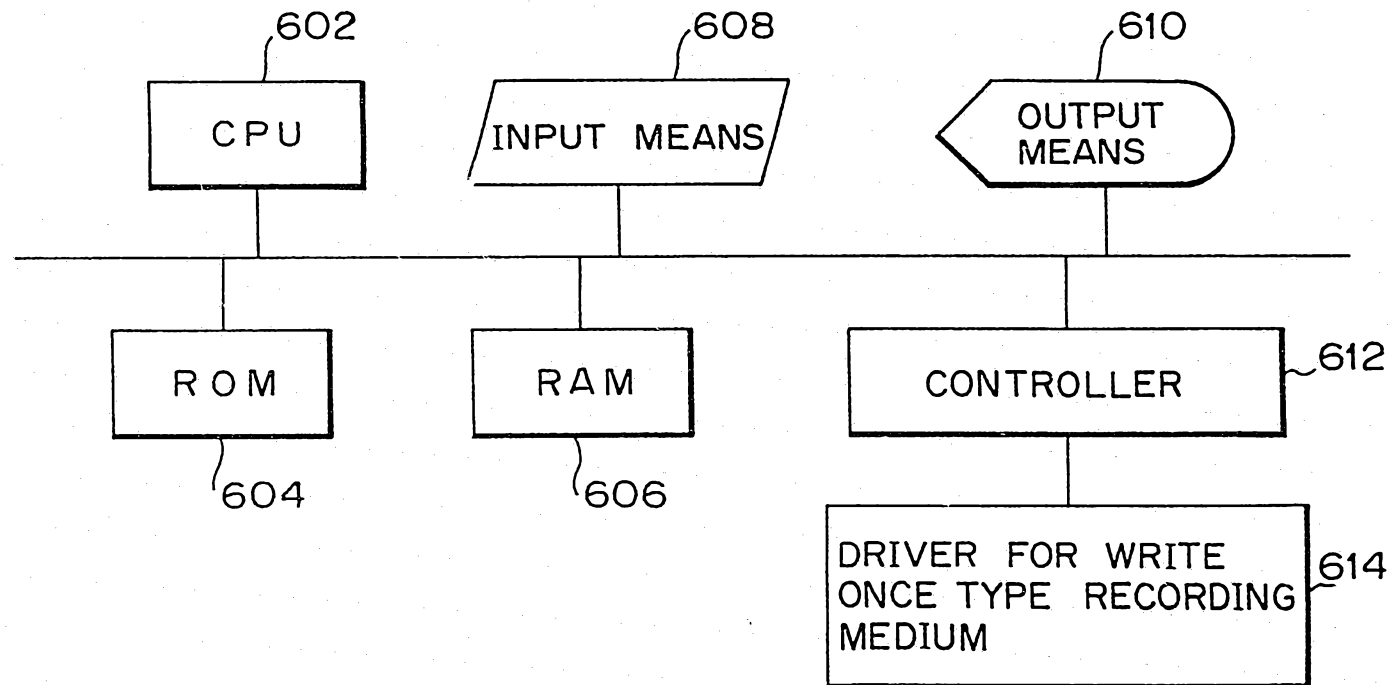 602
608
610
CPU
INPUT MEANS
OUTPUT
MEANS
ROM
RAM
CONTROLLER
612
604
606
DRIVER FOR WRITE
ONCE TYPE RECORDING
MEDIUM
614